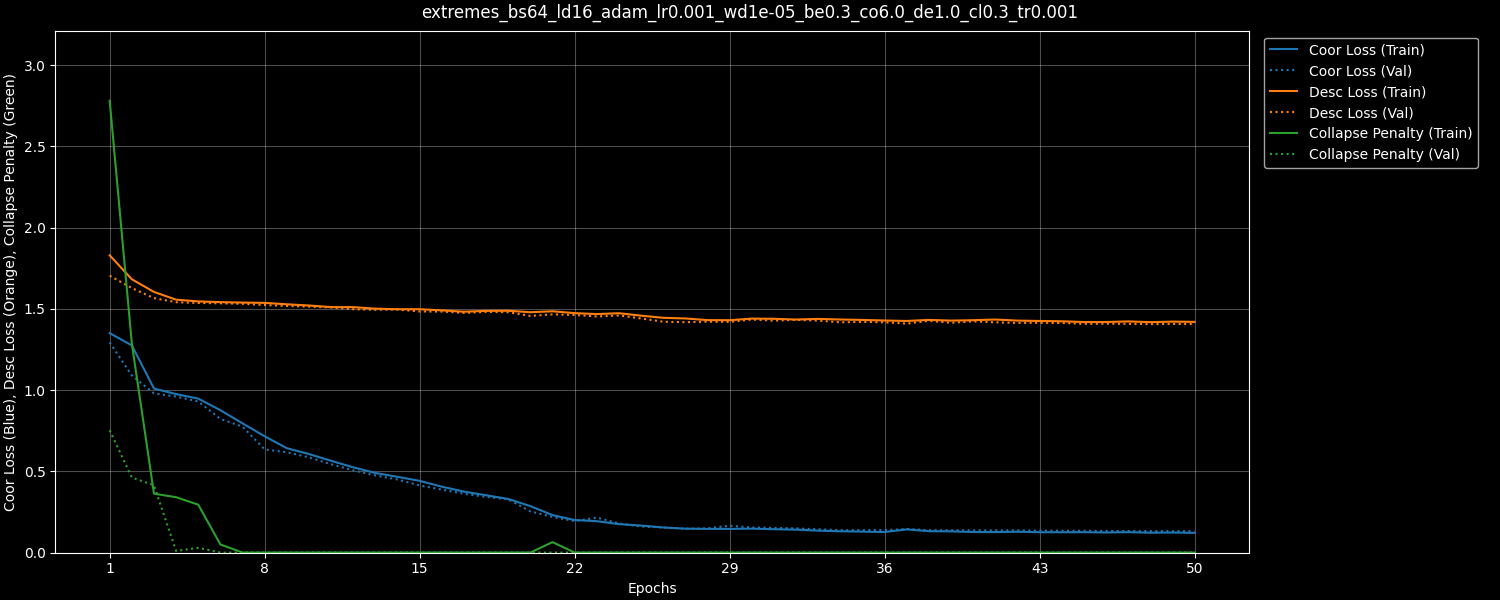 extremes_bs64_ld16_adam_lr0.001_wd1e-05_be0.3_co6.0_de1.0_cl0.3_tr0.001
Coor Loss (Blue), Desc Loss (Orange), Collapse Penalty (Green)
3.0
2.5
2.0
1.5
1.0
0.5
0.0
1 8 15 22 29 36 43 50
Epochs
Coor Loss (Train)
Coor Loss (Val)
Desc Loss (Train)
Desc Loss (Val)
Collapse Penalty (Train)
Collapse Penalty (Val)